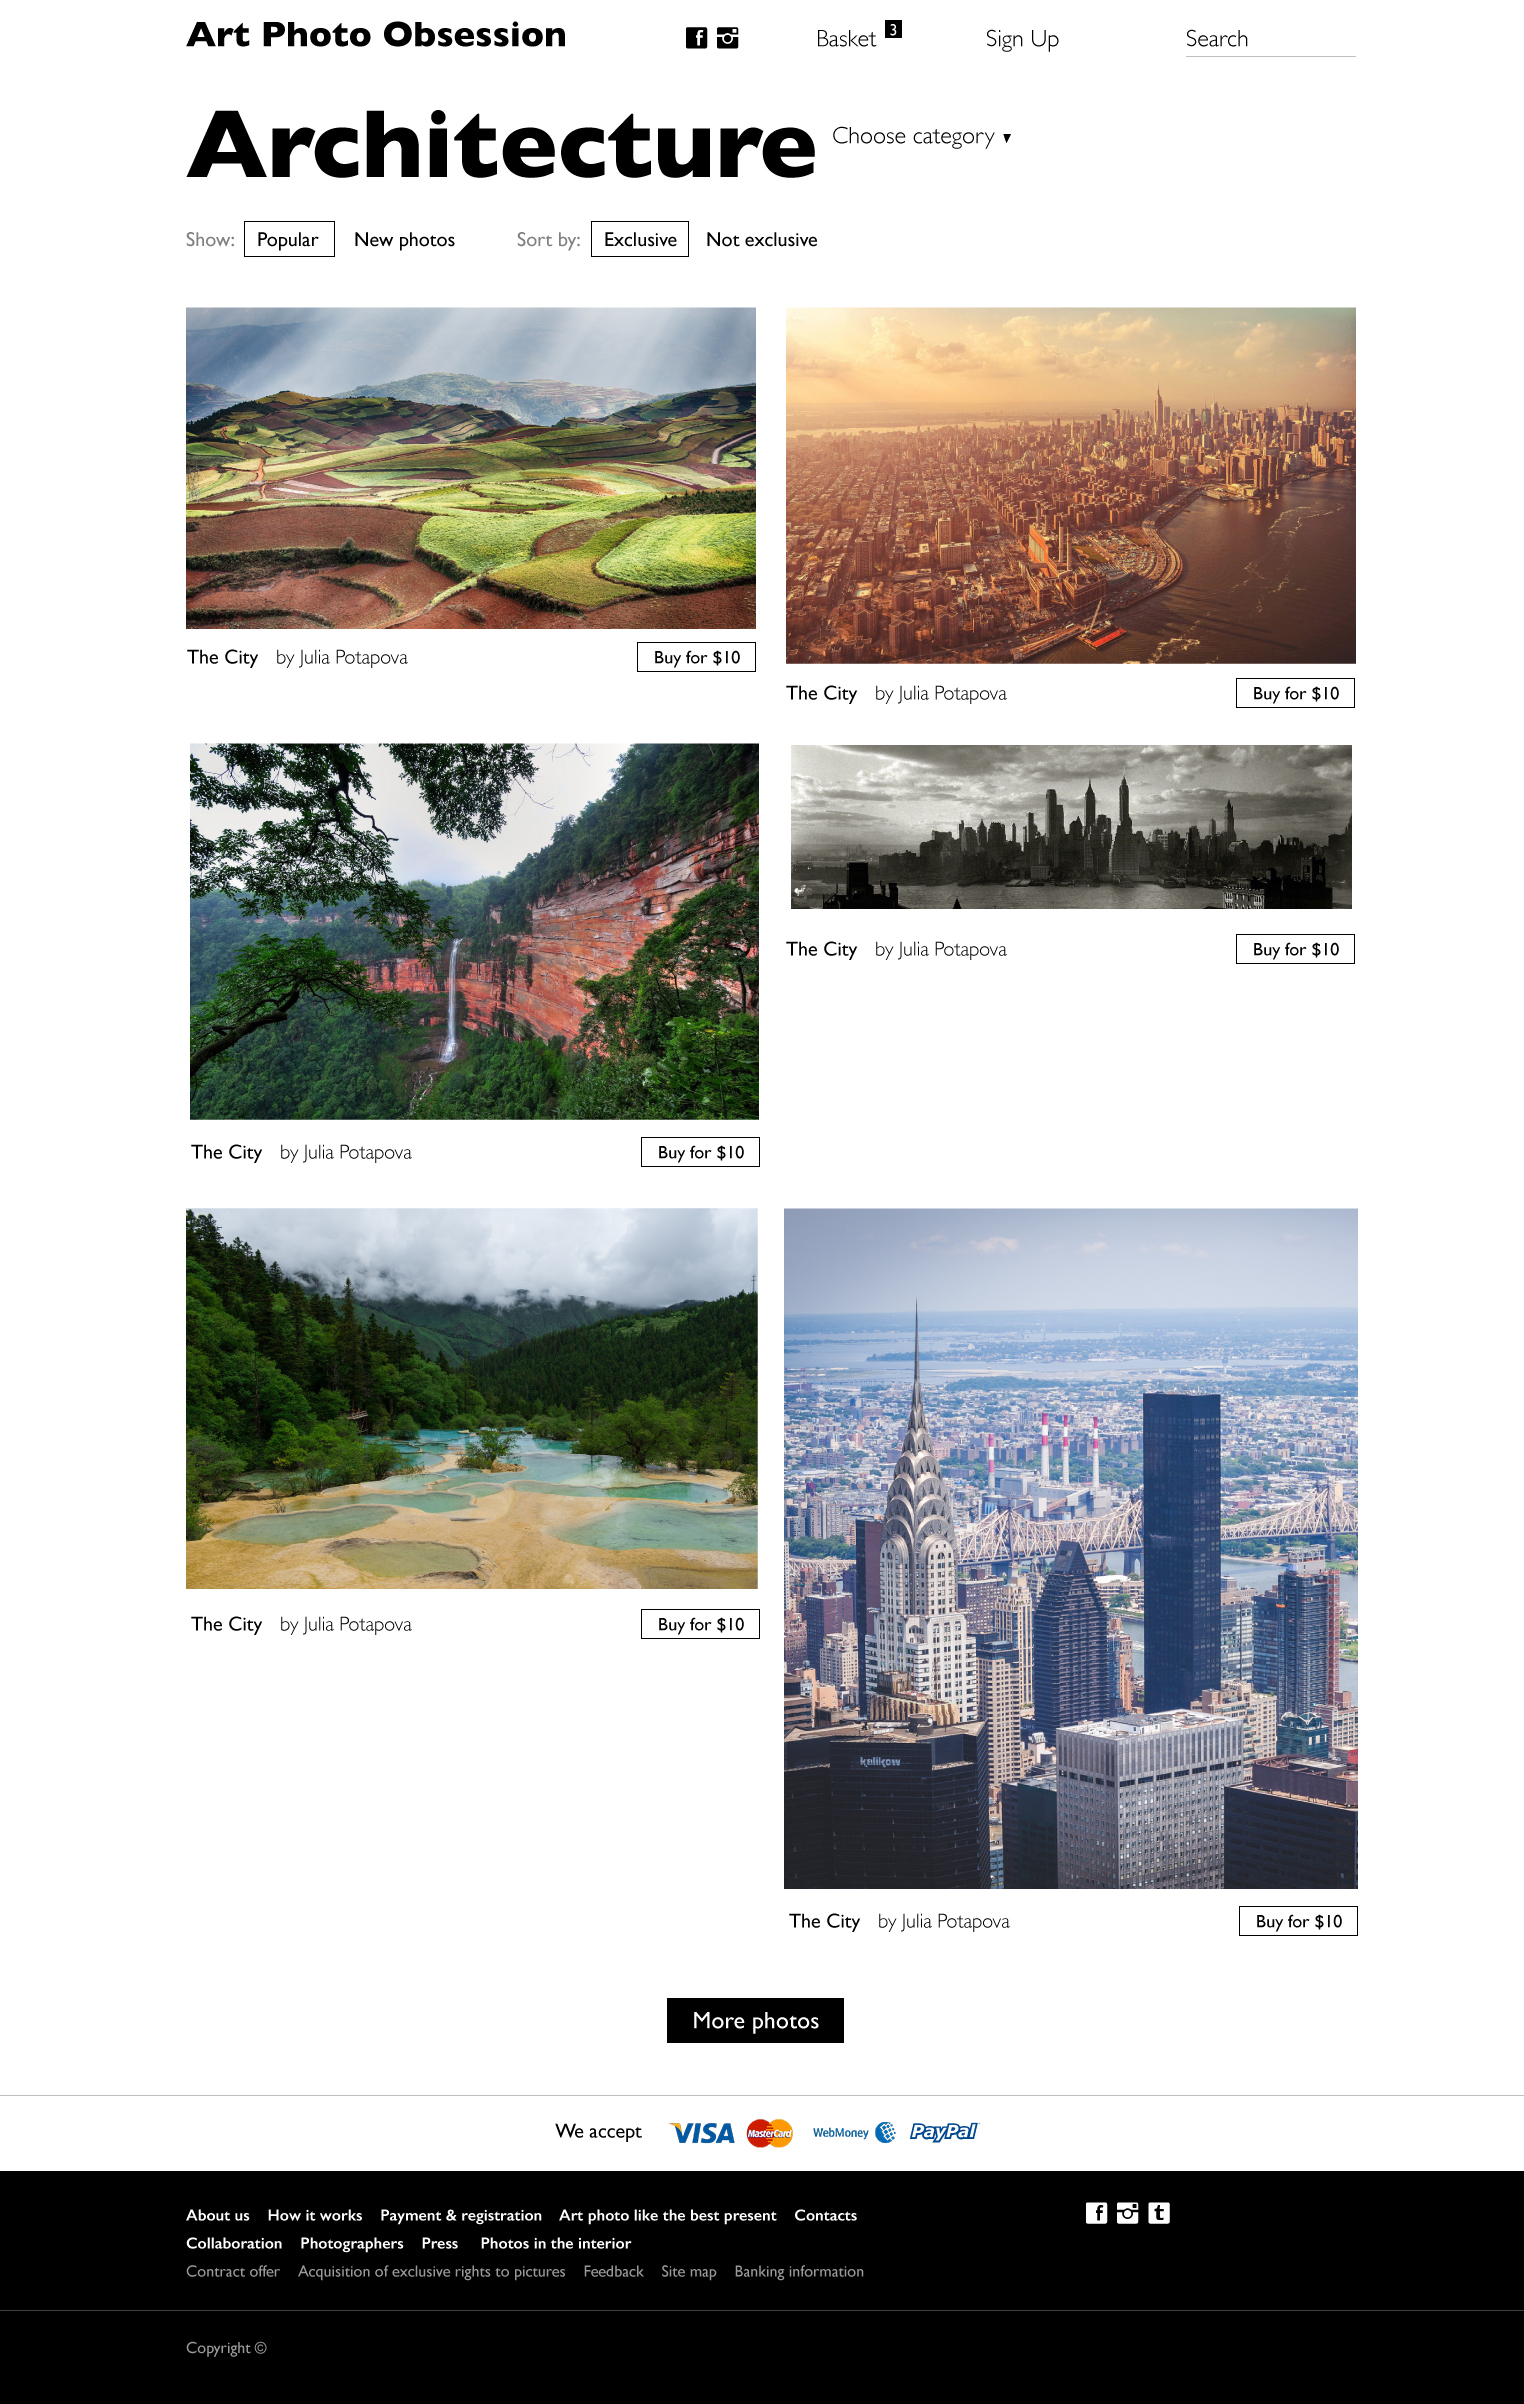 Art Photo Obsession
Basket 3
Sign Up
Search
Architecture
Choose category ▾
Show: Popular New photos Sort by: Exclusive Not exclusive
The City by Julia Potapova Buy for $10
The City by Julia Potapova Buy for $10
The City by Julia Potapova Buy for $10
The City by Julia Potapova Buy for $10
The City by Julia Potapova Buy for $10
kalikow
The City by Julia Potapova Buy for $10
More photos
We accept VISA MasterCard WebMoney PayPal
About us How it works Payment & registration Art photo like the best present Contacts
Collaboration Photographers Press Photos in the interior
Contract offer Acquisition of exclusive rights to pictures Feedback Site map Banking information
Copyright ©